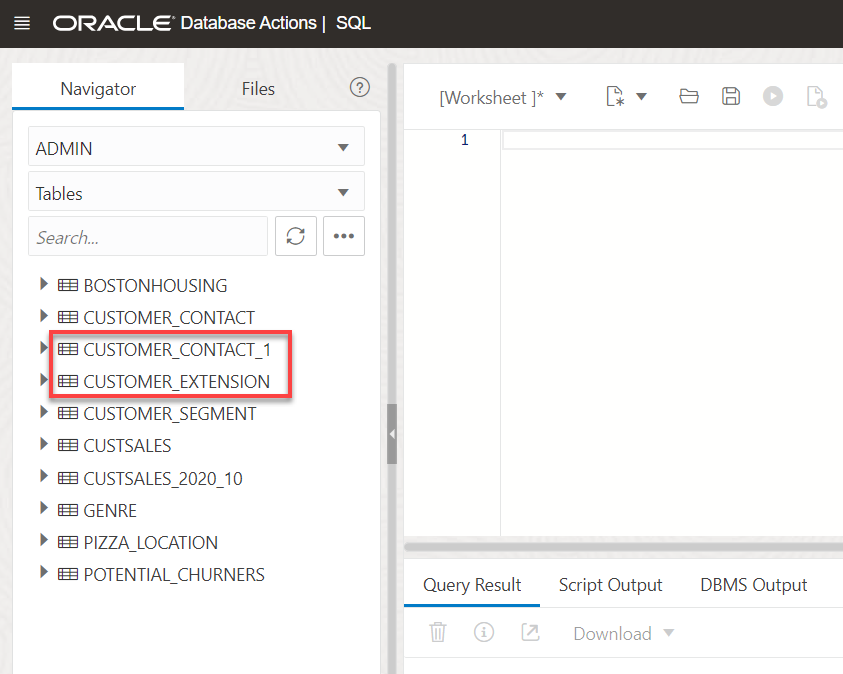 ORACLE® Database Actions | SQL
Navigator
Files
?
[Worksheet ]*
ADMIN
Tables
Search...
1
BOSTONHOUSING
CUSTOMER_CONTACT
CUSTOMER_CONTACT_1
CUSTOMER_EXTENSION
CUSTOMER_SEGMENT
CUSTSALES
CUSTSALES_2020_10
GENRE
PIZZA_LOCATION
POTENTIAL_CHURNERS
Query Result
Script Output
DBMS Output
Download